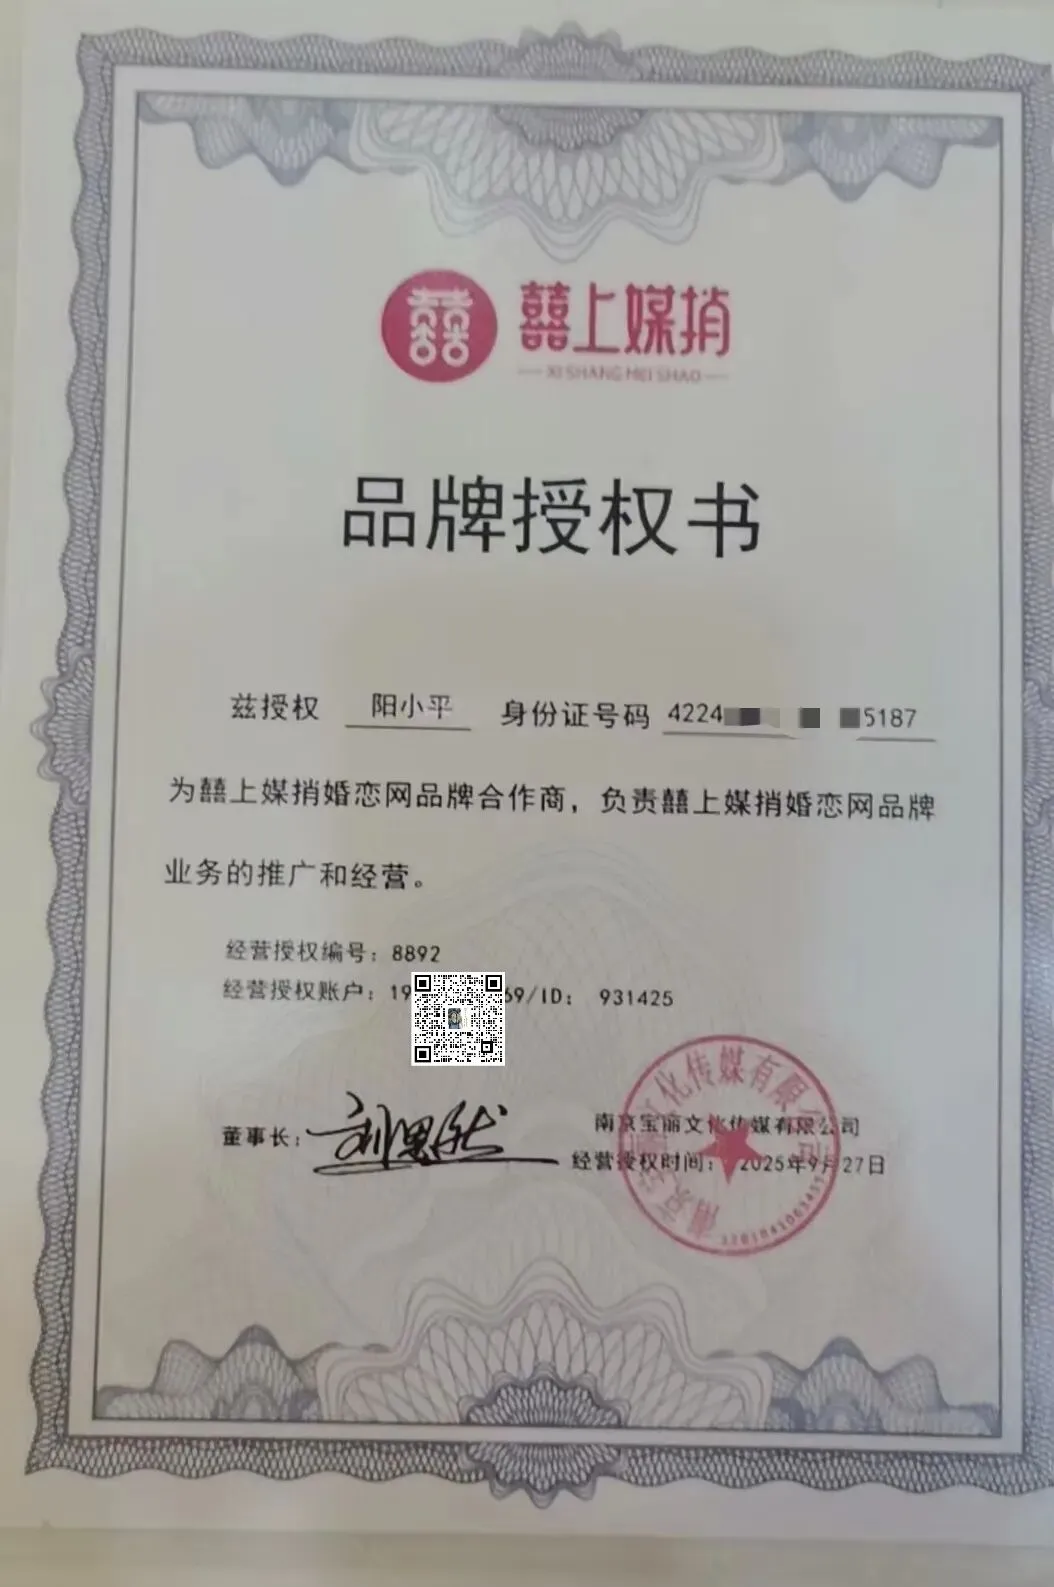 囍上媒捎
XI SHANG MEI SHAO
品牌授权书
兹授权 阳小平 身份证号码 4224 5187
为囍上媒捎婚恋网品牌合作商，负责囍上媒捎婚恋网品牌
业务的推广和经营。
经营授权编号：8892
经营授权账户：19 69/ID： 931425
董事长：刘思然
南京宝丽文化传媒有限公司
经营授权时间： 2025年9月27日